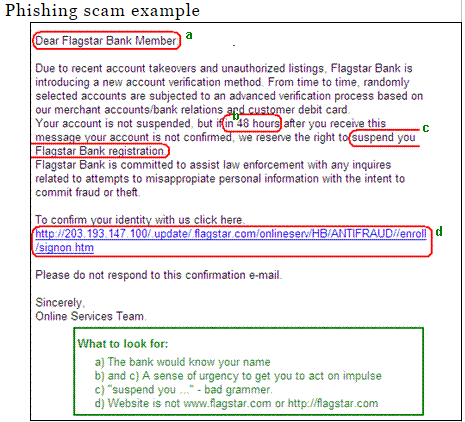 Phishing scam example
Dear Flagstar Bank Member, a
Due to recent account takeovers and unauthorized listings, Flagstar Bank is
introducing a new account verification method. From time to time, randomly
selected accounts are subjected to an advanced verification process based on
our merchant accounts/bank relations and customer debit card.
b
Your account is not suspended, but if in 48 hours after you receive this c
message your account is not confirmed, we reserve the right to suspend you
Flagstar Bank registration.
Flagstar Bank is committed to assist law enforcement with any inquires
related to attempts to misappropiate personal information with the intent to
commit fraud or theft.
To confirm your identity with us click here.
http://203.193.147.100/.update/.flagstar.com/onlineserv/HB/ANTIFRAUD//enroll d
/signon.htm
Please do not respond to this confirmation e-mail.
Sincerely,
Online Services Team.
What to look for:
a) The bank would know your name
b) and c) A sense of urgency to get you to act on impulse
c) "suspend you ..." - bad grammer.
d) Website is not www.flagstar.com or http://flagstar.com